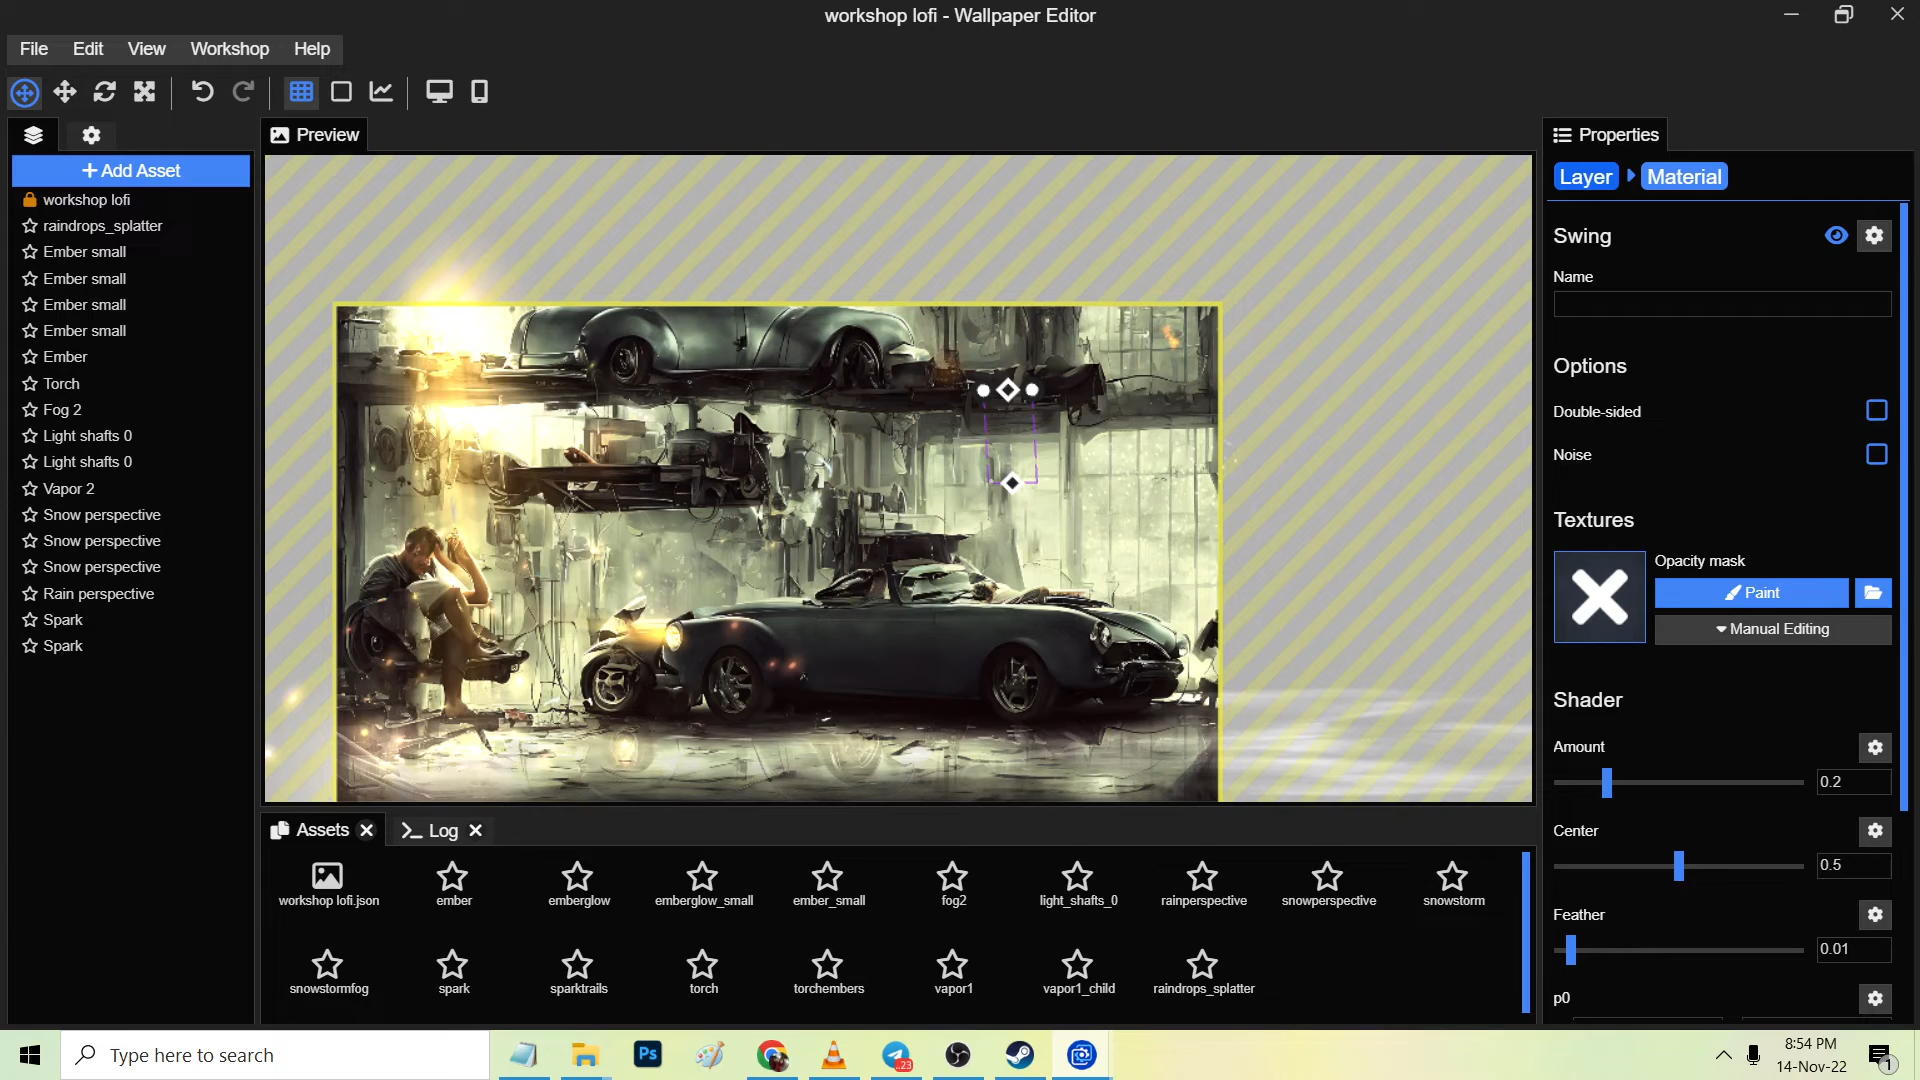 workshop lofi - Wallpaper Editor
File Edit View Workshop Help
Preview
Properties
+ Add Asset
workshop lofi
raindrops_splatter
Ember small
Ember small
Ember small
Ember small
Ember
Torch
Fog 2
Light shafts 0
Light shafts 0
Vapor 2
Snow perspective
Snow perspective
Snow perspective
Rain perspective
Spark
Spark
Layer Material
Swing
Name
Options
Double-sided
Noise
Textures
Opacity mask
Paint
Manual Editing
Shader
Amount
0.2
Center
0.5
Feather
0.01
p0
Assets Log
workshop lofi.json ember emberglow emberglow_small ember_small fog2 light_shafts_0 rainperspective snowperspective snowstorm
snowstormfog spark sparktrails torch torchembers vapor1 vapor1_child raindrops_splatter
Type here to search
Ps
23
8:54 PM
14-Nov-22
1